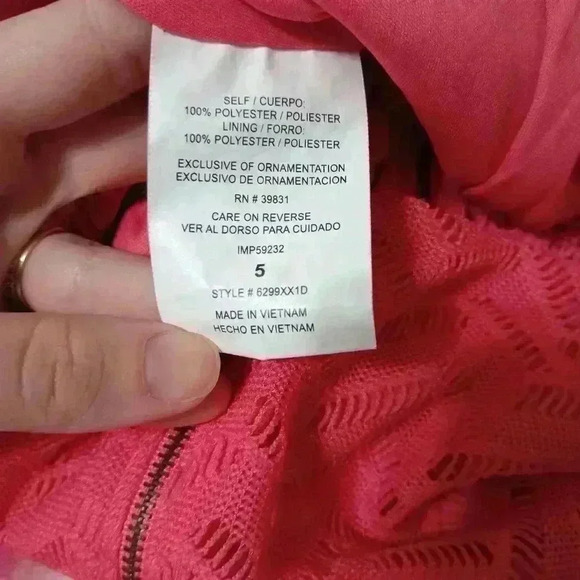 SELF / CUERPO:
100% POLYESTER / POLIESTER
LINING / FORRO:
100% POLYESTER / POLIESTER
EXCLUSIVE OF ORNAMENTATION
EXCLUSIVO DE ORNAMENTACION
RN # 39831
CARE ON REVERSE
VER AL DORSO PARA CUIDADO
IMP59232
5
STYLE # 6299XX1D
MADE IN VIETNAM
HECHO EN VIETNAM